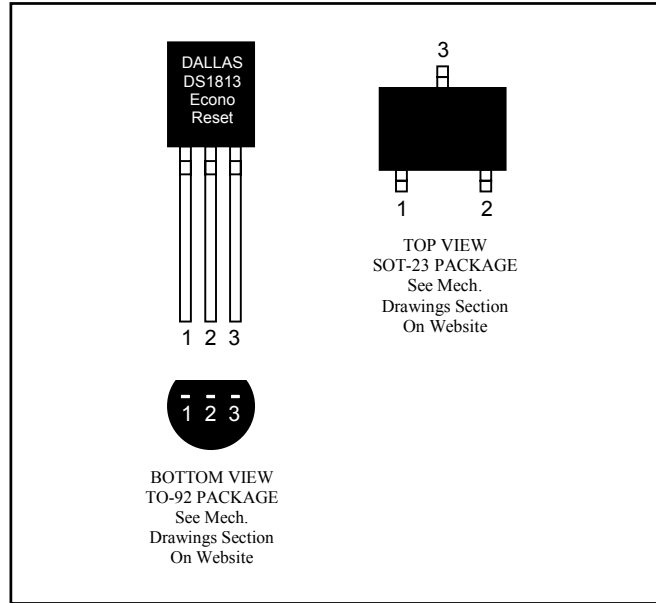 DALLAS
DS1813
Econo
Reset
1 2 3
1 2 3
BOTTOM VIEW
TO-92 PACKAGE
See Mech.
Drawings Section
On Website
3
1 2
TOP VIEW
SOT-23 PACKAGE
See Mech.
Drawings Section
On Website